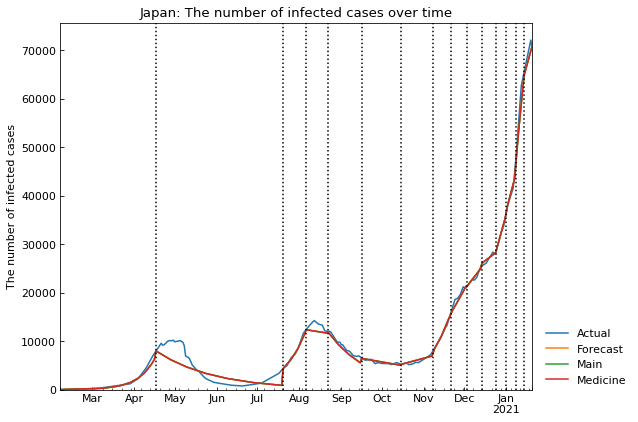 Japan: The number of infected cases over time
The number of infected cases
70000
60000
50000
40000
30000
20000
10000
0
Mar Apr May Jun Jul Aug Sep Oct Nov Dec Jan
2021
Actual
Forecast
Main
Medicine